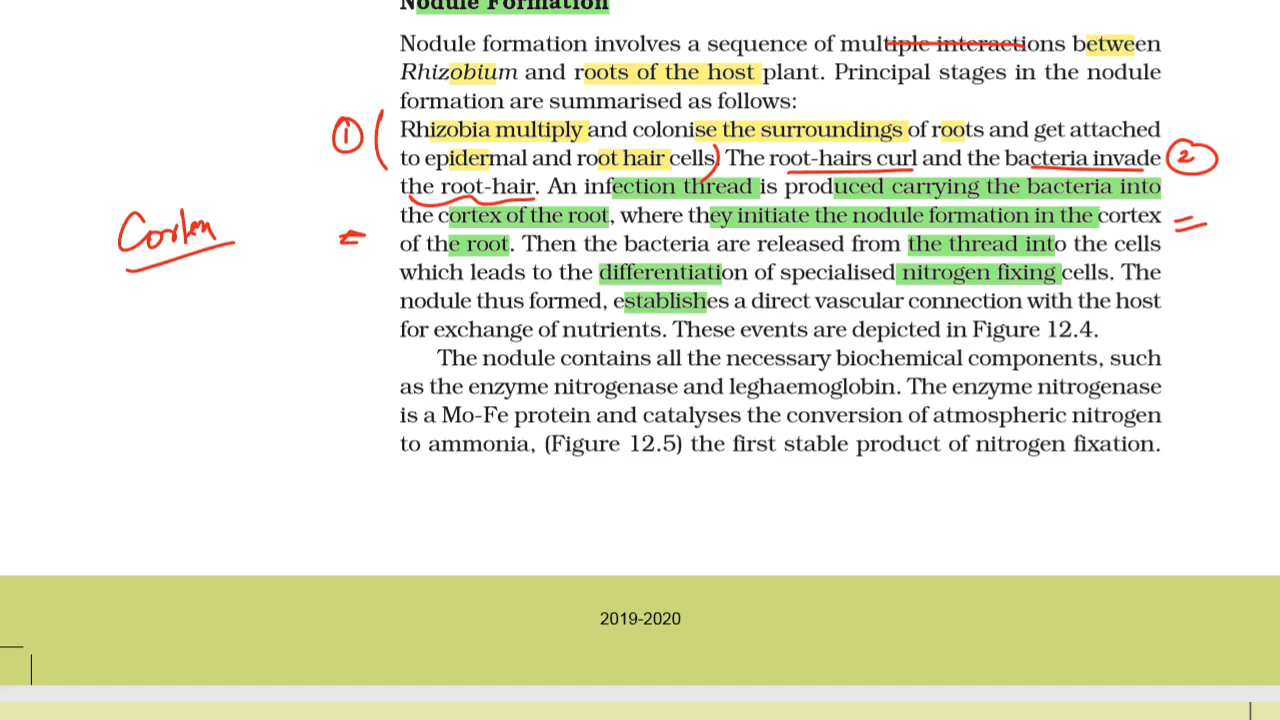 Nodule Formation
Nodule formation involves a sequence of multiple interactions between
Rhizobium and roots of the host plant. Principal stages in the nodule
formation are summarised as follows:
① Rhizobia multiply and colonise the surroundings of roots and get attached
to epidermal and root hair cells. The root-hairs curl and the bacteria invade ②
the root-hair. An infection thread is produced carrying the bacteria into
Cortex
the cortex of the root, where they initiate the nodule formation in the cortex
of the root. Then the bacteria are released from the thread into the cells
which leads to the differentiation of specialised nitrogen fixing cells. The
nodule thus formed, establishes a direct vascular connection with the host
for exchange of nutrients. These events are depicted in Figure 12.4.
The nodule contains all the necessary biochemical components, such
as the enzyme nitrogenase and leghaemoglobin. The enzyme nitrogenase
is a Mo-Fe protein and catalyses the conversion of atmospheric nitrogen
to ammonia, (Figure 12.5) the first stable product of nitrogen fixation.
2019-2020